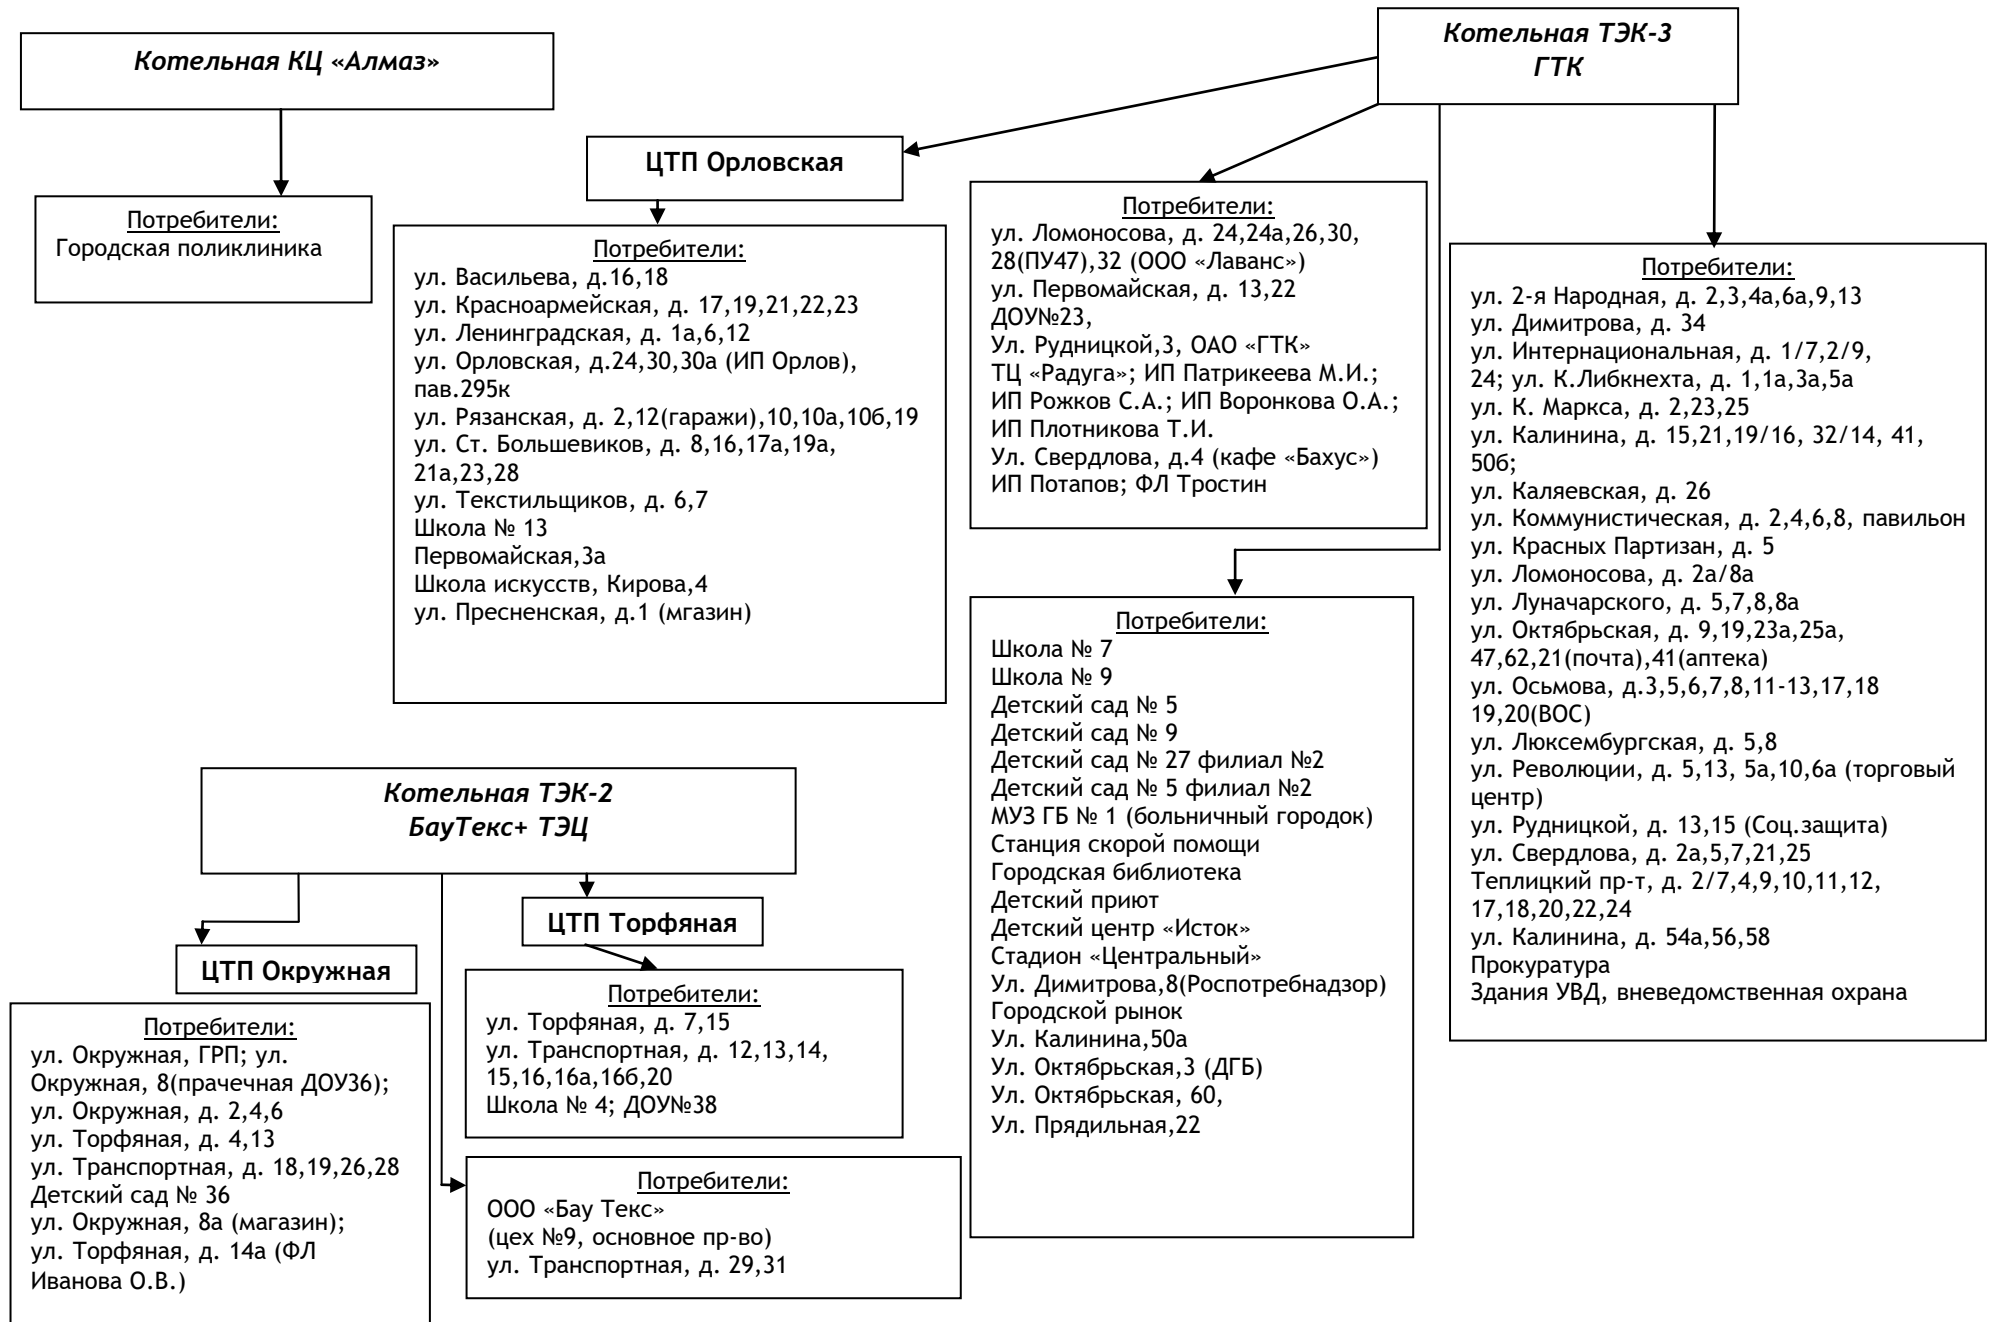 Котельная КЦ «Алмаз»
Потребители:
Городская поликлиника
Котельная ТЭК-3
ГТК
ЦТП Орловская
Потребители:
ул. Васильева, д.16,18
ул. Красноармейская, д. 17,19,21,22,23
ул. Ленинградская, д. 1а,6,12
ул. Орловская, д.24,30,30а (ИП Орлов),
пав.295к
ул. Рязанская, д. 2,12(гаражи),10,10а,10б,19
ул. Ст. Большевиков, д. 8,16,17а,19а,
21а,23,28
ул. Текстильщиков, д. 6,7
Школа № 13
Первомайская,3а
Школа искусств, Кирова,4
ул. Пресненская, д.1 (мгазин)
Потребители:
ул. Ломоносова, д. 24,24а,26,30,
28(ПУ47),32 (ООО «Лаванс»)
ул. Первомайская, д. 13,22
ДОУ№23,
Ул. Рудницкой,3, ОАО «ГТК»
ТЦ «Радуга»; ИП Патрикеева М.И.;
ИП Рожков С.А.; ИП Воронкова О.А.;
ИП Плотникова Т.И.
Ул. Свердлова, д.4 (кафе «Бахус»)
ИП Потапов; ФЛ Тростин
Потребители:
Школа № 7
Школа № 9
Детский сад № 5
Детский сад № 9
Детский сад № 27 филиал №2
Детский сад № 5 филиал №2
МУЗ ГБ № 1 (больничный городок)
Станция скорой помощи
Городская библиотека
Детский приют
Детский центр «Исток»
Стадион «Центральный»
Ул. Димитрова,8(Роспотребнадзор)
Городской рынок
Ул. Калинина,50а
Ул. Октябрьская,3 (ДГБ)
Ул. Октябрьская, 60,
Ул. Прядильная,22
Потребители:
ул. 2-я Народная, д. 2,3,4а,6а,9,13
ул. Димитрова, д. 34
ул. Интернациональная, д. 1/7,2/9,
24; ул. К.Либкнехта, д. 1,1а,3а,5а
ул. К. Маркса, д. 2,23,25
ул. Калинина, д. 15,21,19/16, 32/14, 41,
50б;
ул. Каляевская, д. 26
ул. Коммунистическая, д. 2,4,6,8, павильон
ул. Красных Партизан, д. 5
ул. Ломоносова, д. 2а/8а
ул. Луначарского, д. 5,7,8,8а
ул. Октябрьская, д. 9,19,23а,25а,
47,62,21(почта),41(аптека)
ул. Осьмова, д.3,5,6,7,8,11-13,17,18
19,20(ВОС)
ул. Люксембургская, д. 5,8
ул. Революции, д. 5,13, 5а,10,6а (торговый
центр)
ул. Рудницкой, д. 13,15 (Соц.защита)
ул. Свердлова, д. 2а,5,7,21,25
Теплицкий пр-т, д. 2/7,4,9,10,11,12,
17,18,20,22,24
ул. Калинина, д. 54а,56,58
Прокуратура
Здания УВД, вневедомственная охрана
Котельная ТЭК-2
БауТекс+ ТЭЦ
ЦТП Окружная
Потребители:
ул. Окружная, ГРП; ул.
Окружная, 8(прачечная ДОУ36);
ул. Окружная, д. 2,4,6
ул. Торфяная, д. 4,13
ул. Транспортная, д. 18,19,26,28
Детский сад № 36
ул. Окружная, 8а (магазин);
ул. Торфяная, д. 14а (ФЛ
Иванова О.В.)
ЦТП Торфяная
Потребители:
ул. Торфяная, д. 7,15
ул. Транспортная, д. 12,13,14,
15,16,16а,16б,20
Школа № 4; ДОУ№38
Потребители:
ООО «Бау Текс»
(цех №9, основное пр-во)
ул. Транспортная, д. 29,31